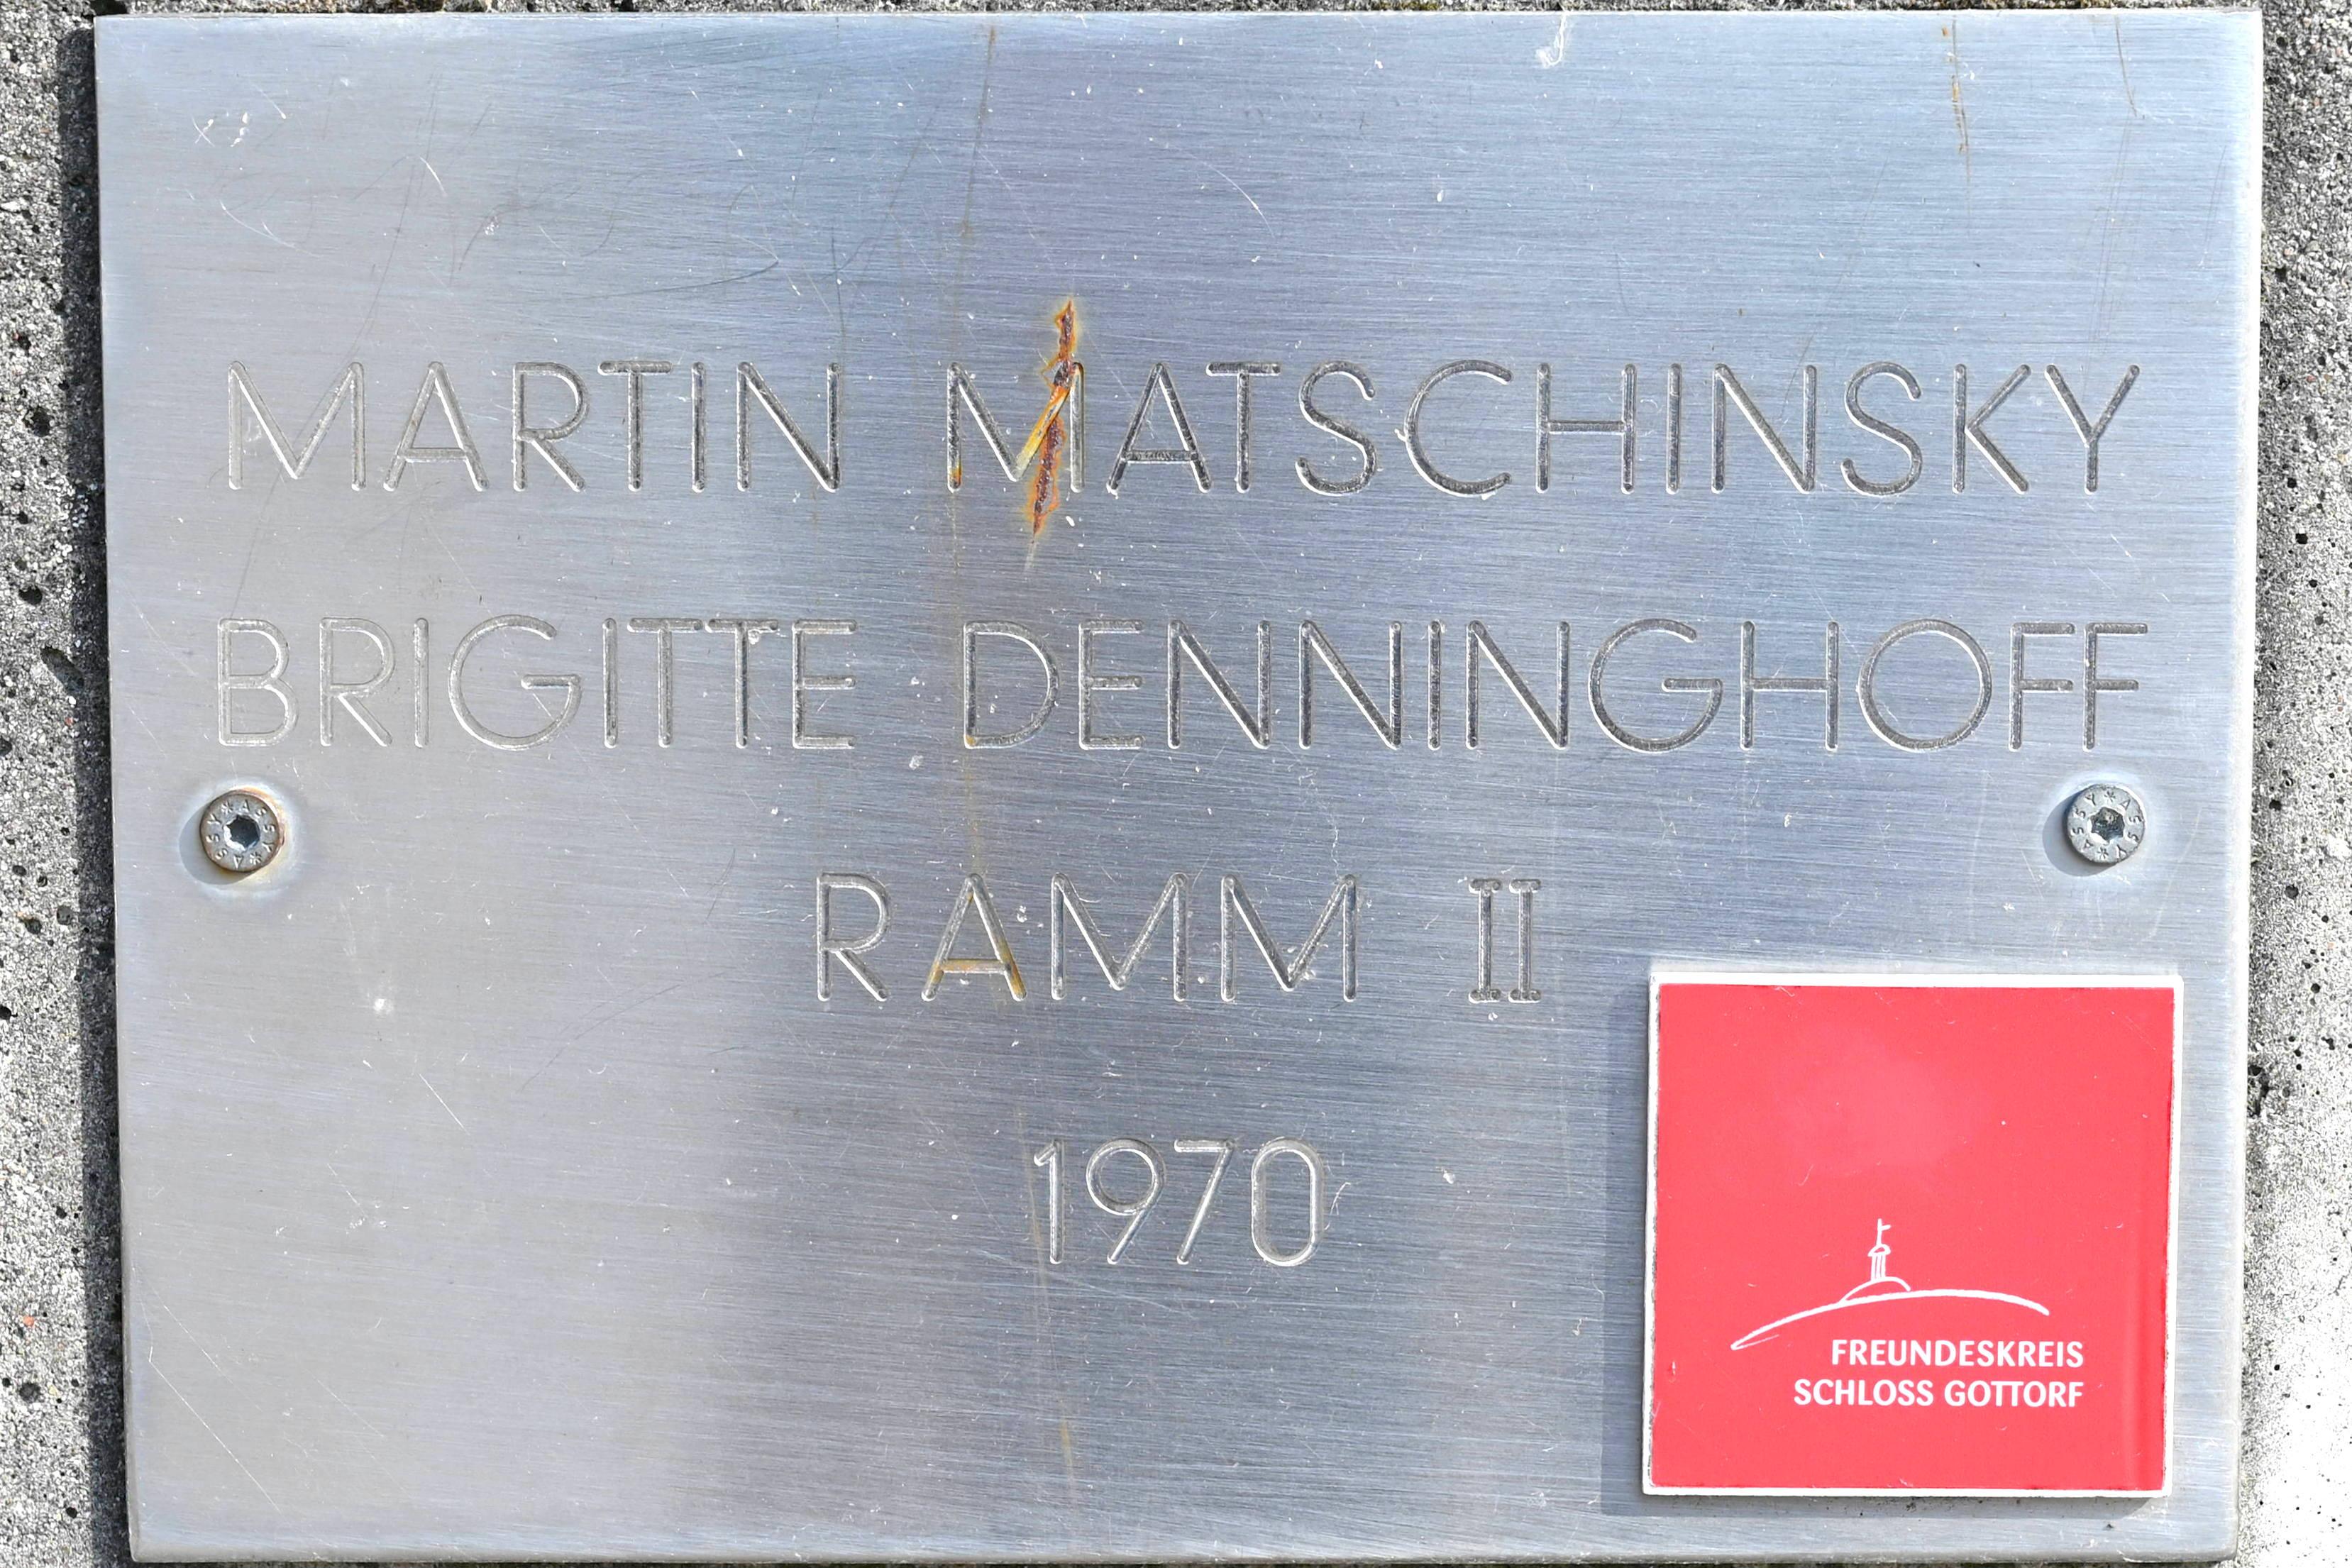 MARTIN MATSCHINSKY
BRIGITTE DENNINGHOFF
RAMM II
1970
FREUNDESKREIS
SCHLOSS GOTTORF